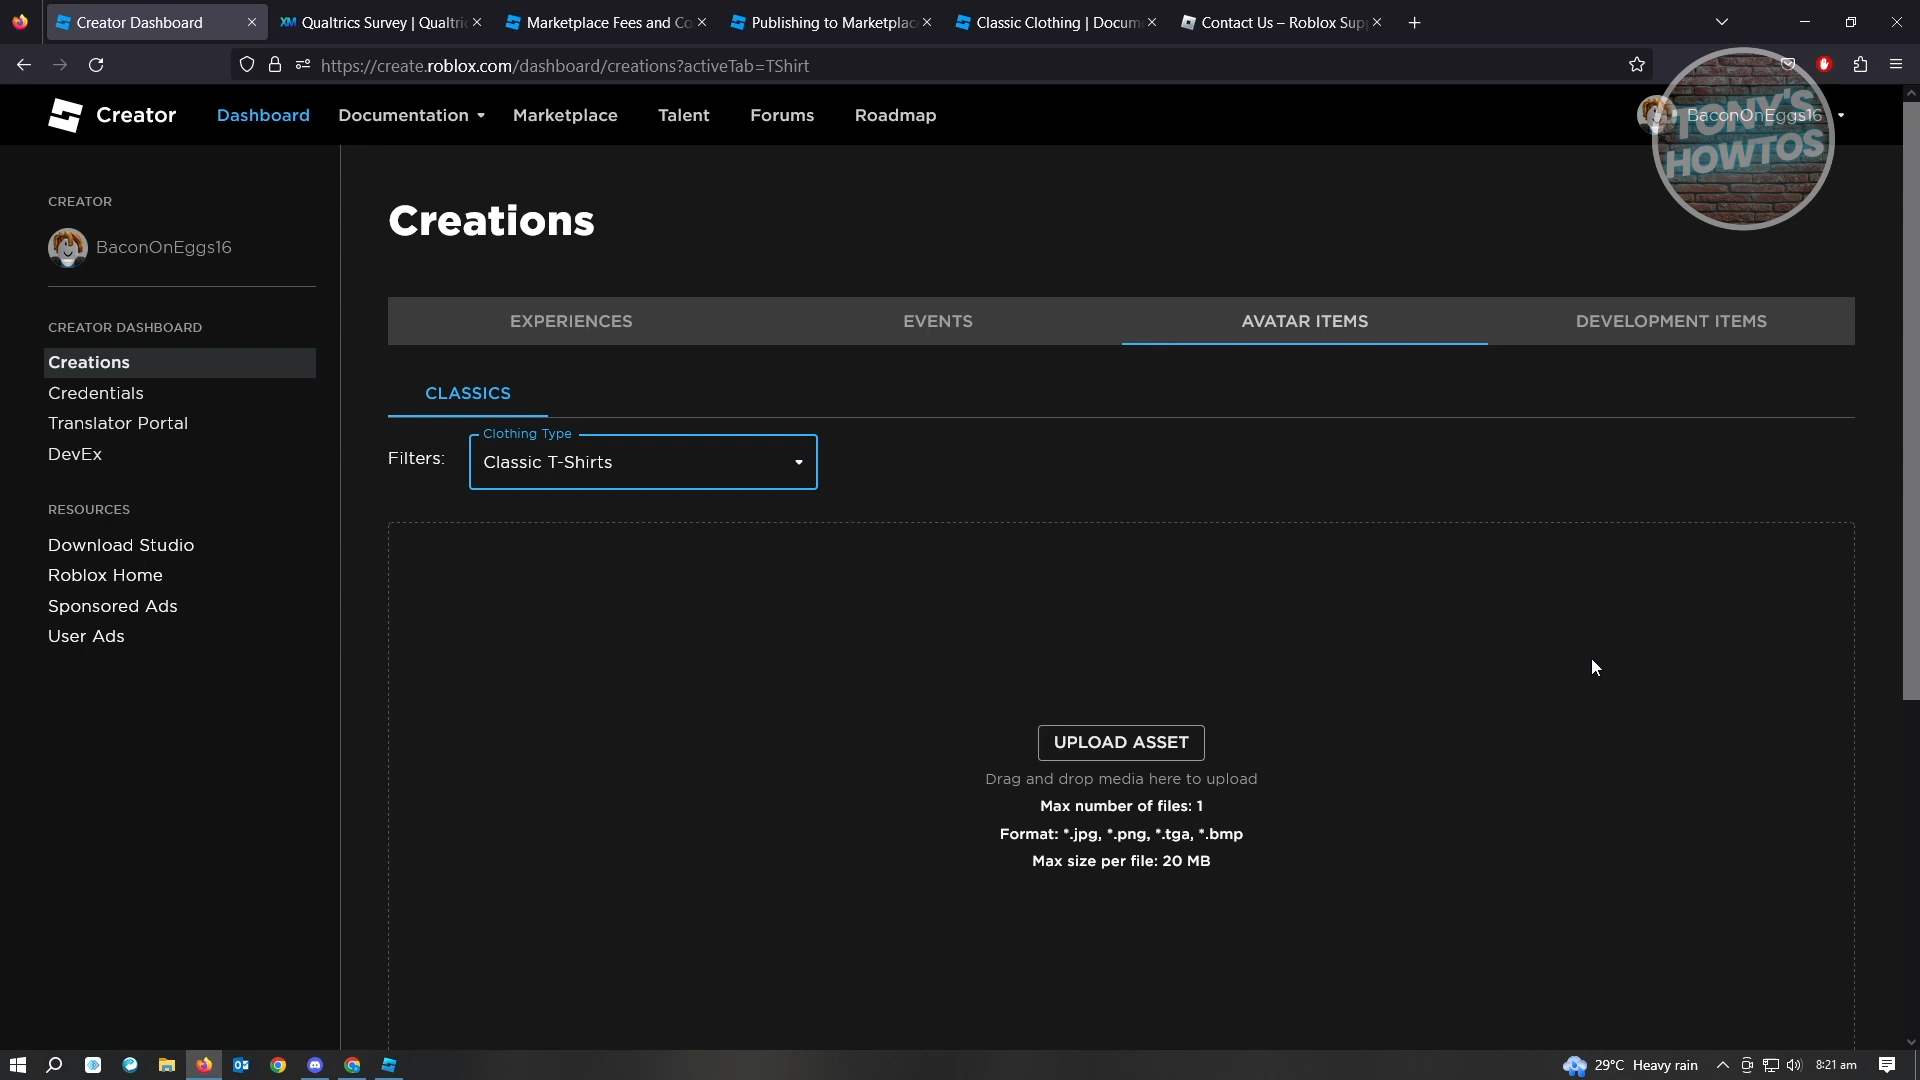 Creator Dashboard
Qualtrics Survey | Qualtri
Marketplace Fees and Co
Publishing to Marketplac
Classic Clothing | Docum
Contact Us – Roblox Sup
https://create.roblox.com/dashboard/creations?activeTab=TShirt
Creator
Dashboard
Documentation
Marketplace
Talent
Forums
Roadmap
BaconOnEggs16
TONY'S
HOWTOS
CREATOR
BaconOnEggs16
CREATOR DASHBOARD
Creations
Credentials
Translator Portal
DevEx
RESOURCES
Download Studio
Roblox Home
Sponsored Ads
User Ads
Creations
EXPERIENCES
EVENTS
AVATAR ITEMS
DEVELOPMENT ITEMS
CLASSICS
Filters:
Clothing Type
Classic T-Shirts
UPLOAD ASSET
Drag and drop media here to upload
Max number of files: 1
Format: *.jpg, *.png, *.tga, *.bmp
Max size per file: 20 MB
29°C Heavy rain
8:21 am